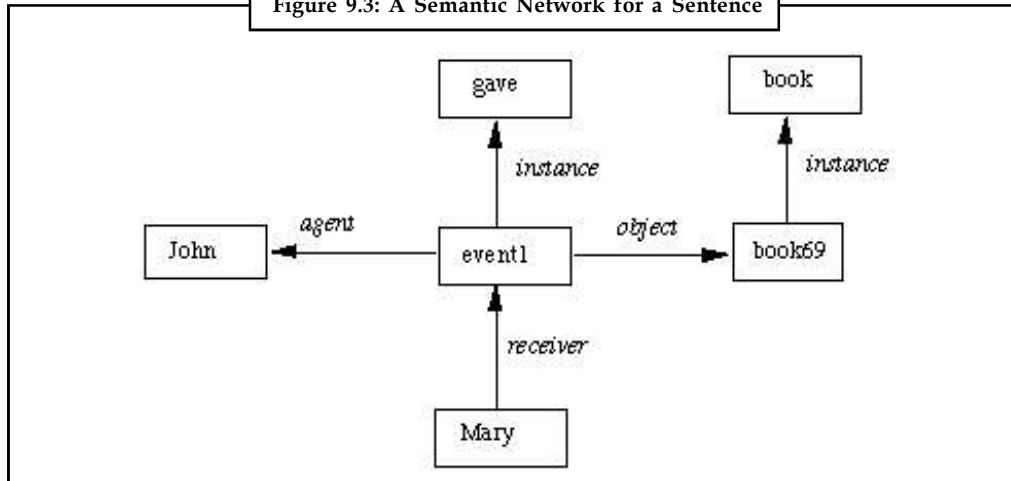 Figure 9.3: A Semantic Network for a Sentence
gave
book
instance
instance
agent
object
John
event1
book69
receiver
Mary